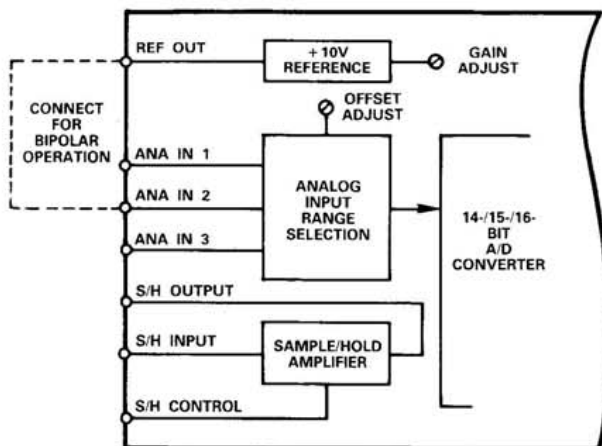 REF OUT
+10V
REFERENCE
GAIN
ADJUST
OFFSET
ADJUST
CONNECT
FOR
BIPOLAR
OPERATION
ANA IN 1
ANA IN 2
ANA IN 3
ANALOG
INPUT
RANGE
SELECTION
14-/15-/16-
BIT
A/D
CONVERTER
S/H OUTPUT
S/H INPUT
SAMPLE/HOLD
AMPLIFIER
S/H CONTROL